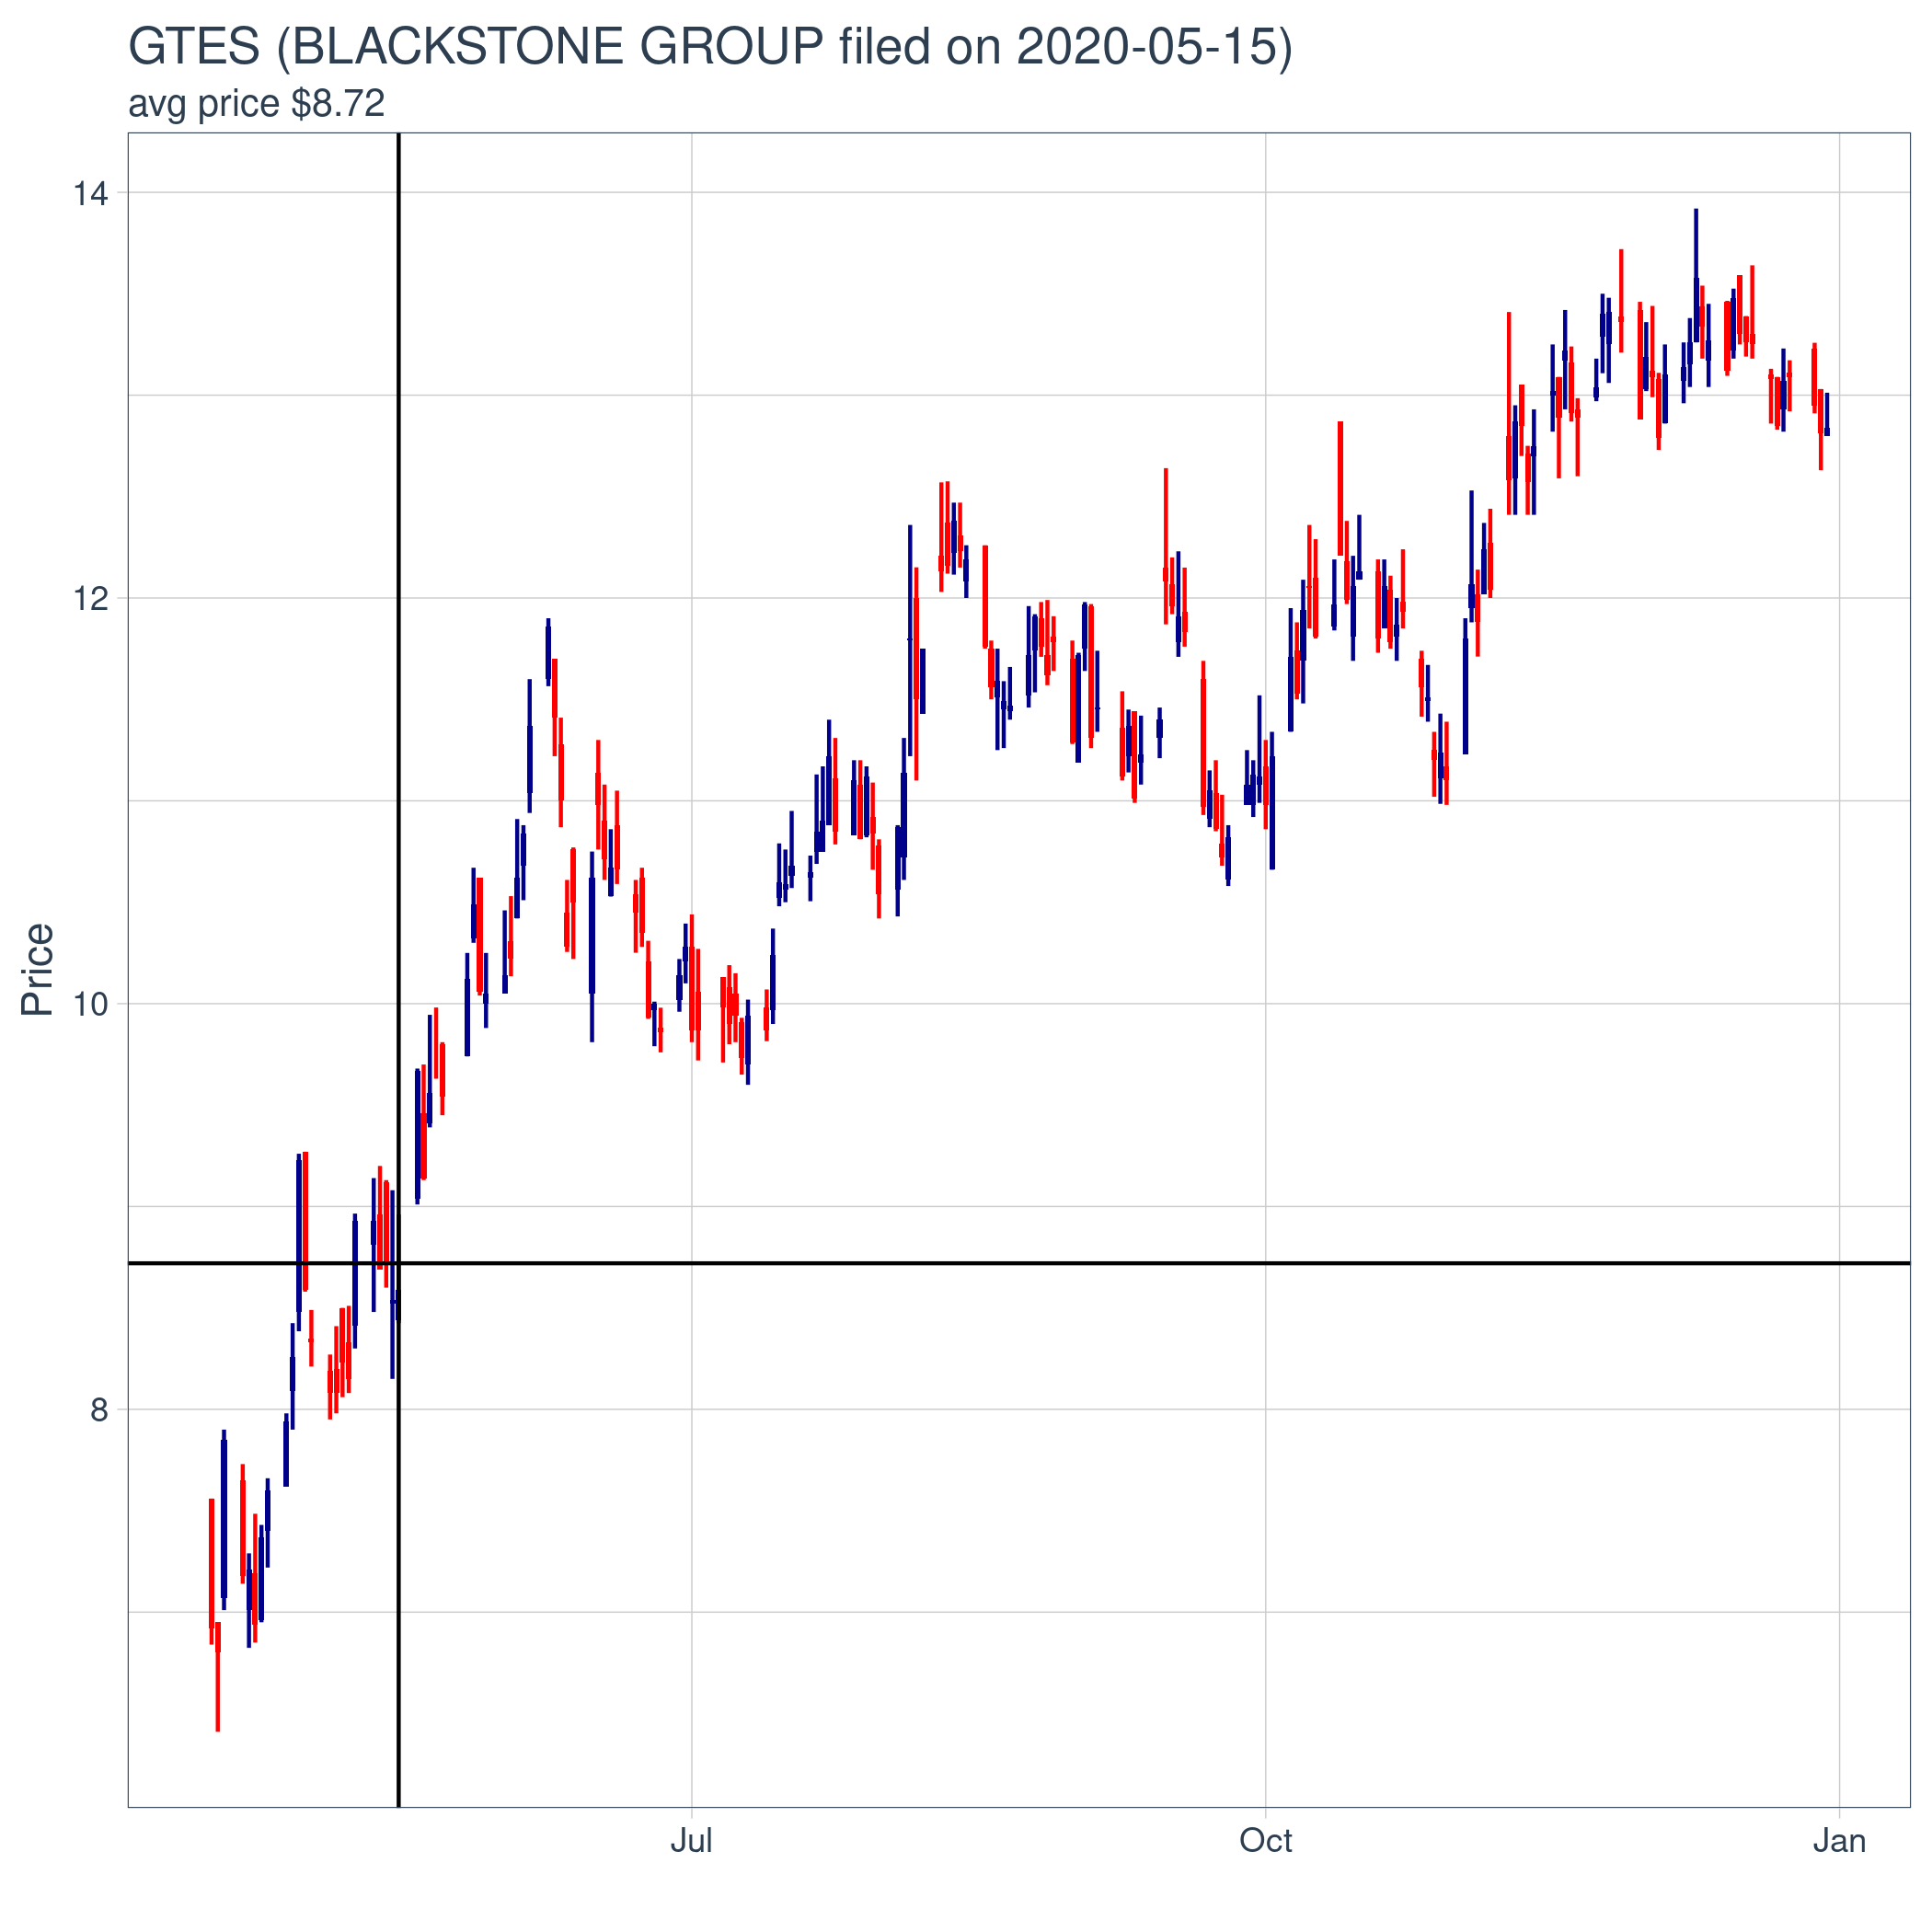 GTES (BLACKSTONE GROUP filed on 2020-05-15)
avg price $8.72
14
12
10
8
Price
Jul Oct Jan